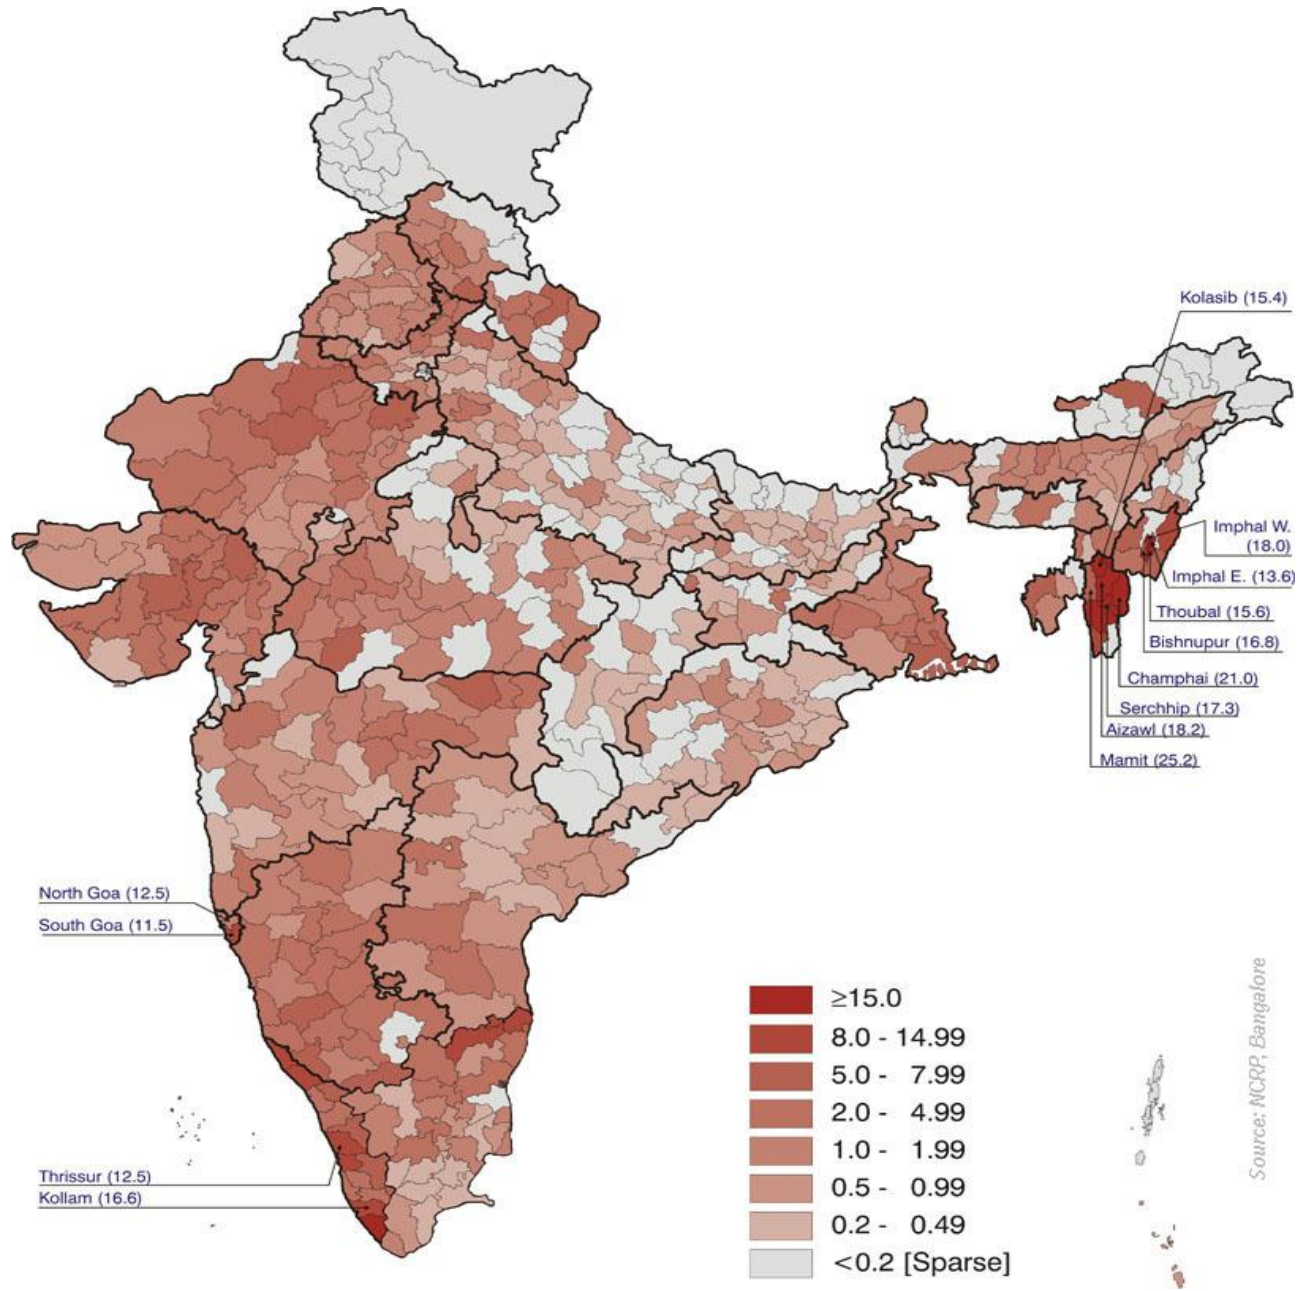 Kolasib (15.4)
Imphal W.
(18.0)
Imphal E. (13.6)
Thoubal (15.6)
Bishnupur (16.8)
Champhai (21.0)
Serchhip (17.3)
Aizawl (18.2)
Mamit (25.2)
North Goa (12.5)
South Goa (11.5)
Thrissur (12.5)
Kollam (16.6)
≥15.0
8.0 - 14.99
5.0 - 7.99
2.0 - 4.99
1.0 - 1.99
0.5 - 0.99
0.2 - 0.49
<0.2 [Sparse]
Source: NCRP, Bangalore